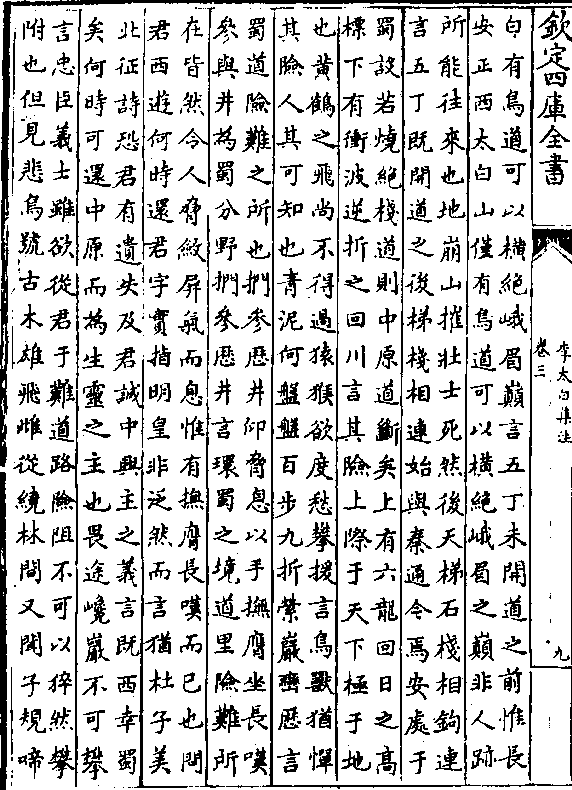 欽定四庫全書
李太白集注
卷三
九
白有鳥道可以橫絶峨眉巔言五丁未開道之前惟長
安正西太白山僅有鳥道可以橫絶峨眉之巔非人跡
所能往來也地崩山摧壯士死然後天梯石棧相鉤連
言五丁既開道之後梯棧相連始與秦通今焉安處于
蜀設若燒絶棧道則中原道斷矣上有六龍回日之髙
標下有衝波逆折之回川言其險上際于天下極于地
也黄鶴之飛尚不得過猿猴欲度愁攀援言鳥獸猶憚
其險人其可知也青泥何盤盤百步九折縈巖巒歴言
蜀道險難之所也捫參歴井仰脅息以手撫膺坐長嘆
參與井為蜀分野捫參歴井言環蜀之境道里險難所
在皆然令人脅斂屏氣而息惟有撫膺長嘆而已也問
君西遊何時還君字實指明皇非泛然而言猶杜子美
北征詩恐君有遺失及君誠中興主之義言既西幸蜀
矣何時可還中原而為生靈之主也畏途巉巖不可攀
言忠臣義士雖欲從君于難道路險阻不可以猝然攀
附也但見悲鳥號古木雄飛雌從繞林間又聞子規啼